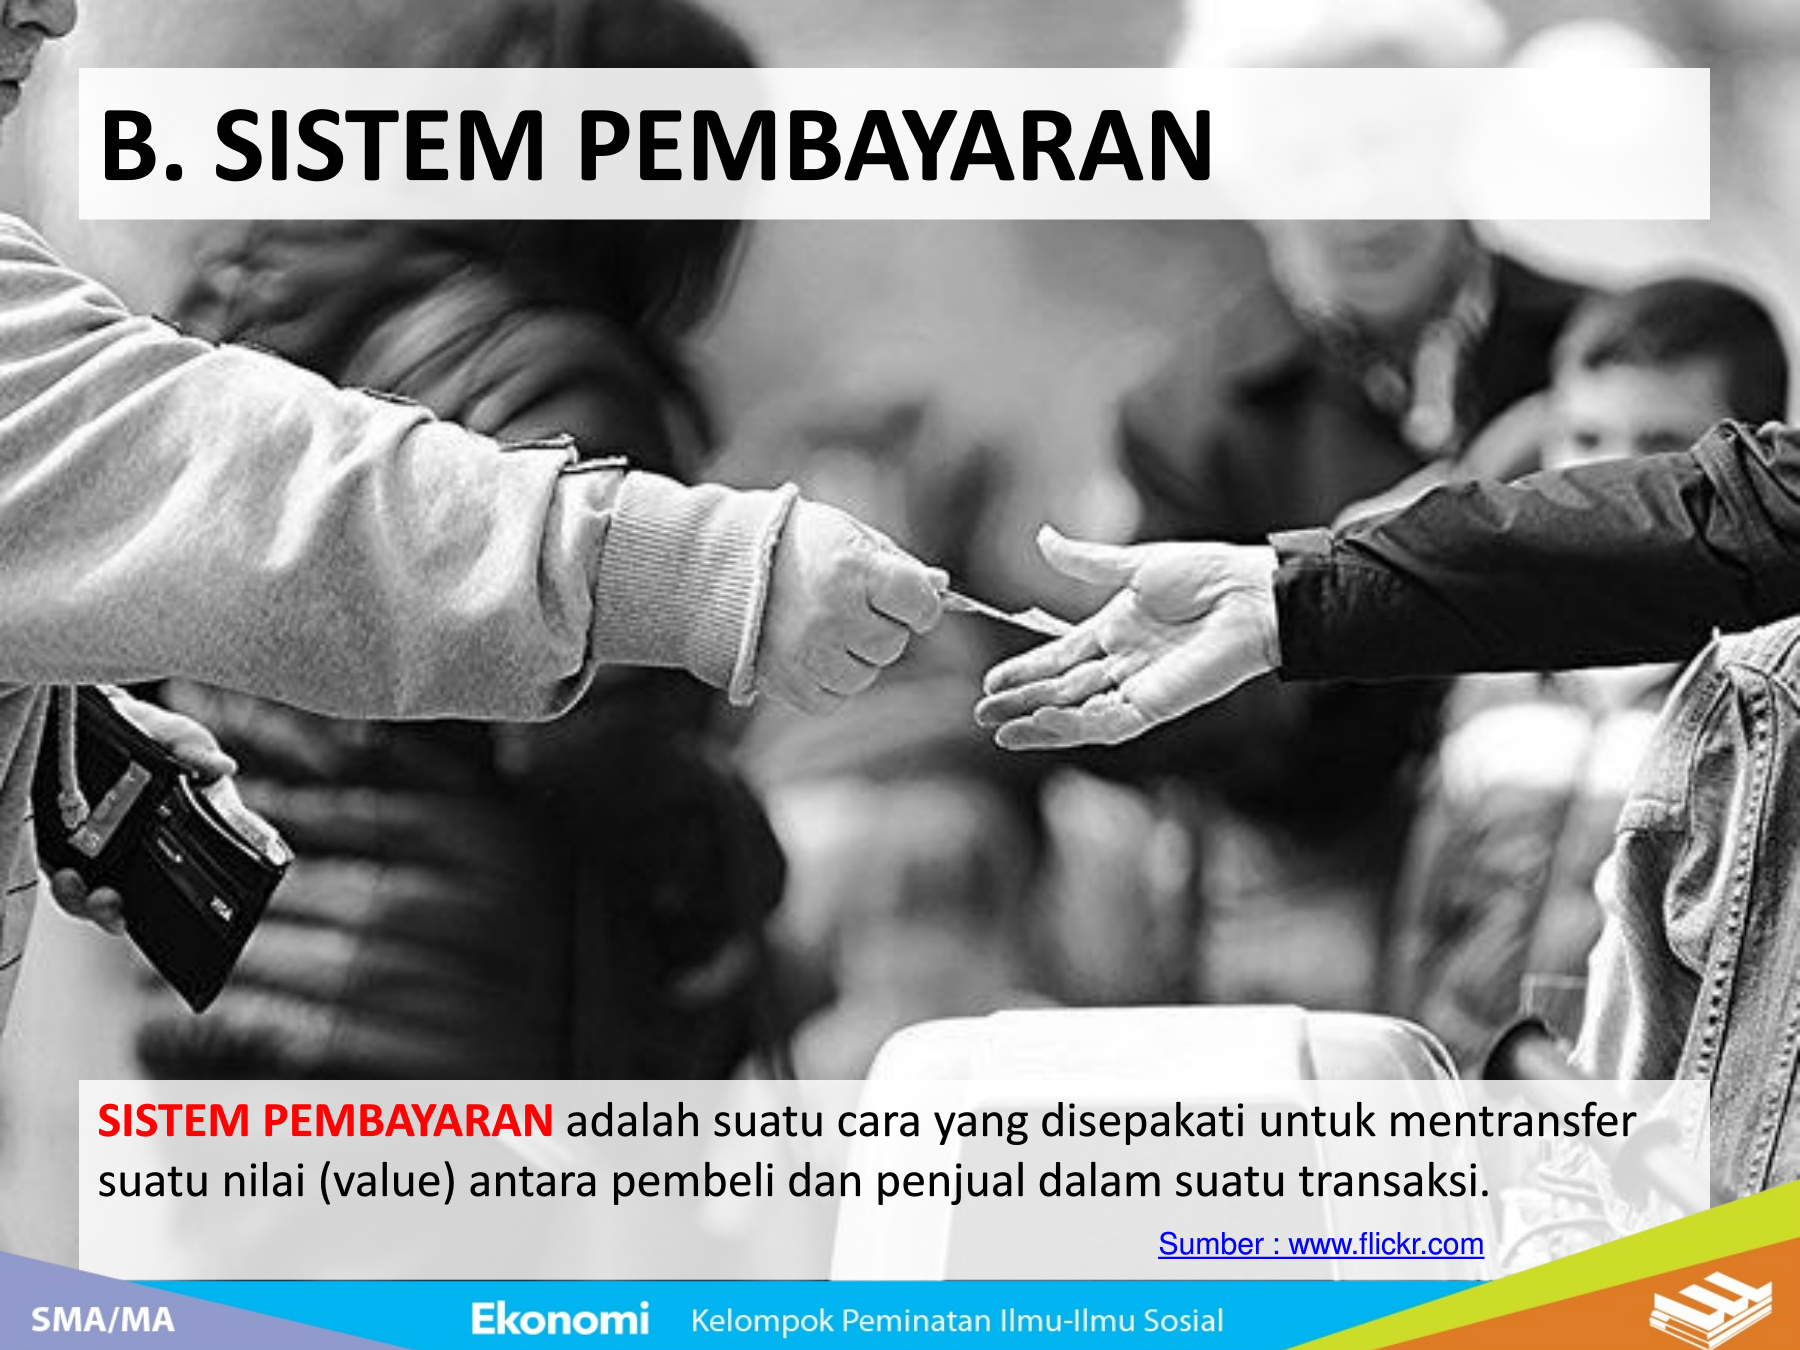 B. SISTEM PEMBAYARAN
SISTEM PEMBAYARAN adalah suatu cara yang disepakati untuk mentransfer
suatu nilai (value) antara pembeli dan penjual dalam suatu transaksi.
Sumber : www.flickr.com
SMA/MA Ekonomi Kelompok Peminatan Ilmu-Ilmu Sosial